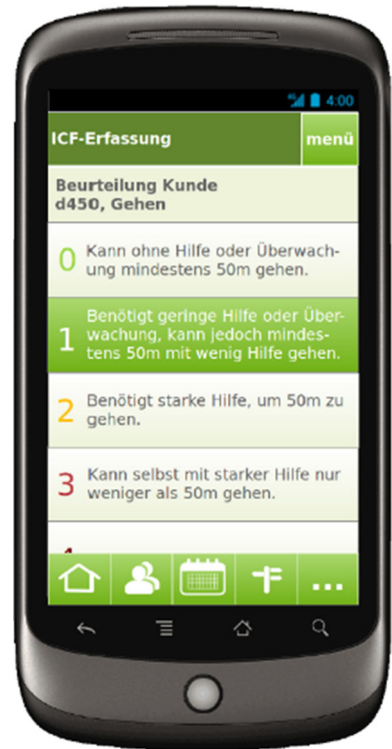 4:00
ICF-Erfassung
menü
Beurteilung Kunde
d450, Gehen
0
Kann ohne Hilfe oder Überwach-
ung mindestens 50m gehen.
1
Benötigt geringe Hilfe oder Über-
wachung, kann jedoch mindes-
tens 50m mit wenig Hilfe gehen.
2
Benötigt starke Hilfe, um 50m zu
gehen.
3
Kann selbst mit starker Hilfe nur
weniger als 50m gehen.
...